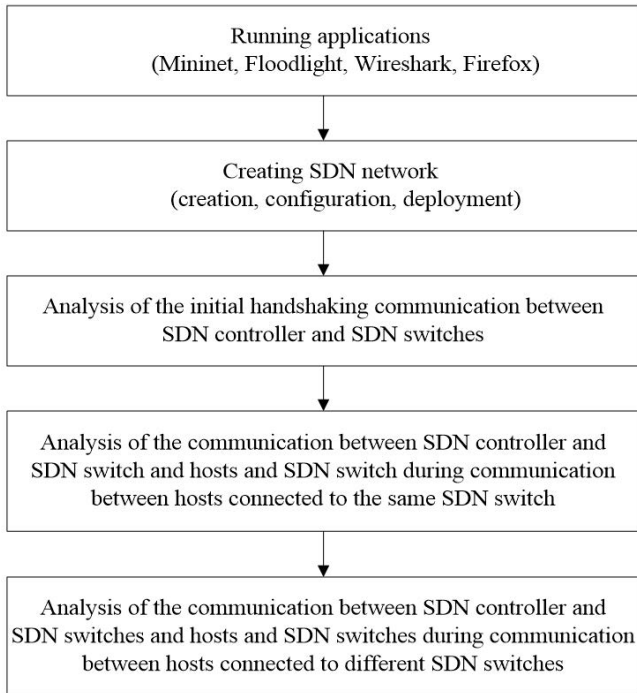 Running applications
(Mininet, Floodlight, Wireshark, Firefox)
Creating SDN network
(creation, configuration, deployment)
Analysis of the initial handshaking communication between
SDN controller and SDN switches
Analysis of the communication between SDN controller and
SDN switch and hosts and SDN switch during communication
between hosts connected to the same SDN switch
Analysis of the communication between SDN controller and
SDN switches and hosts and SDN switches during communication
between hosts connected to different SDN switches